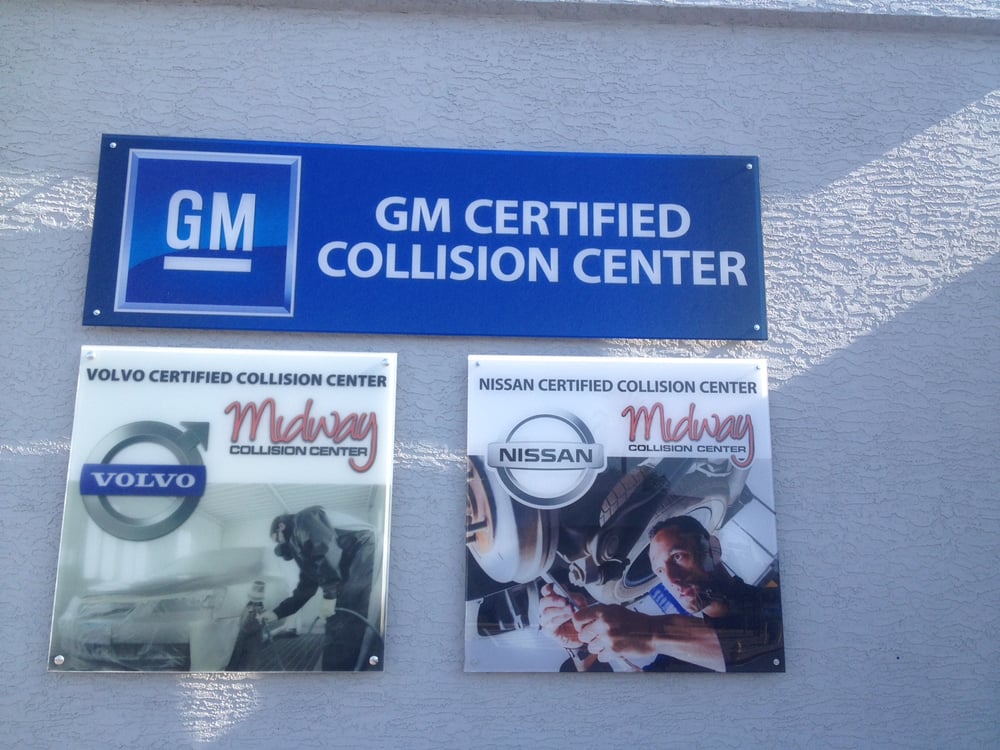 GM
GM CERTIFIED
COLLISION CENTER
VOLVO CERTIFIED COLLISION CENTER
Midway
COLLISION CENTER
VOLVO
NISSAN CERTIFIED COLLISION CENTER
Midway
COLLISION CENTER
NISSAN